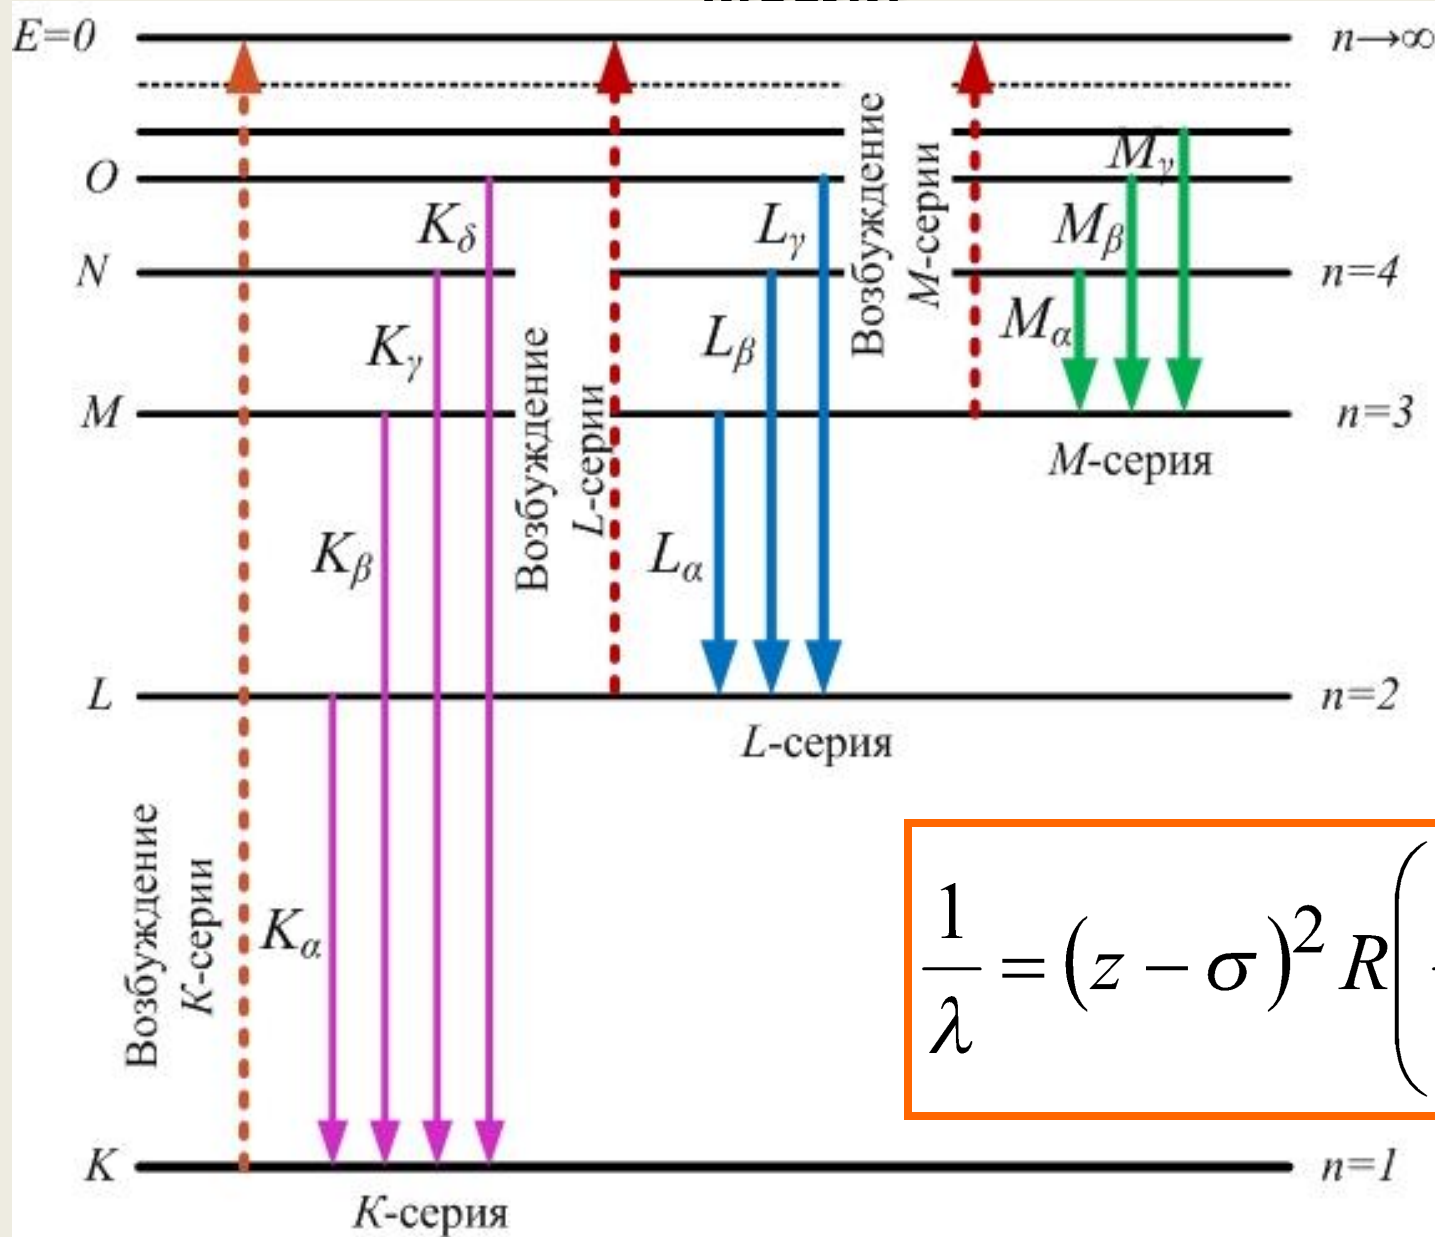 E=0 n→∞
O
N n=4
M n=3
L n=2
K n=1
Возбуждение
K-серии
Kα
Kβ
Kγ
Kδ
K-серия
Возбуждение
L-серии
Lα
Lβ
Lγ
L-серия
Возбуждение
M-серии
Mα
Mβ
Mγ
M-серия
1/λ = (z − σ)² R(